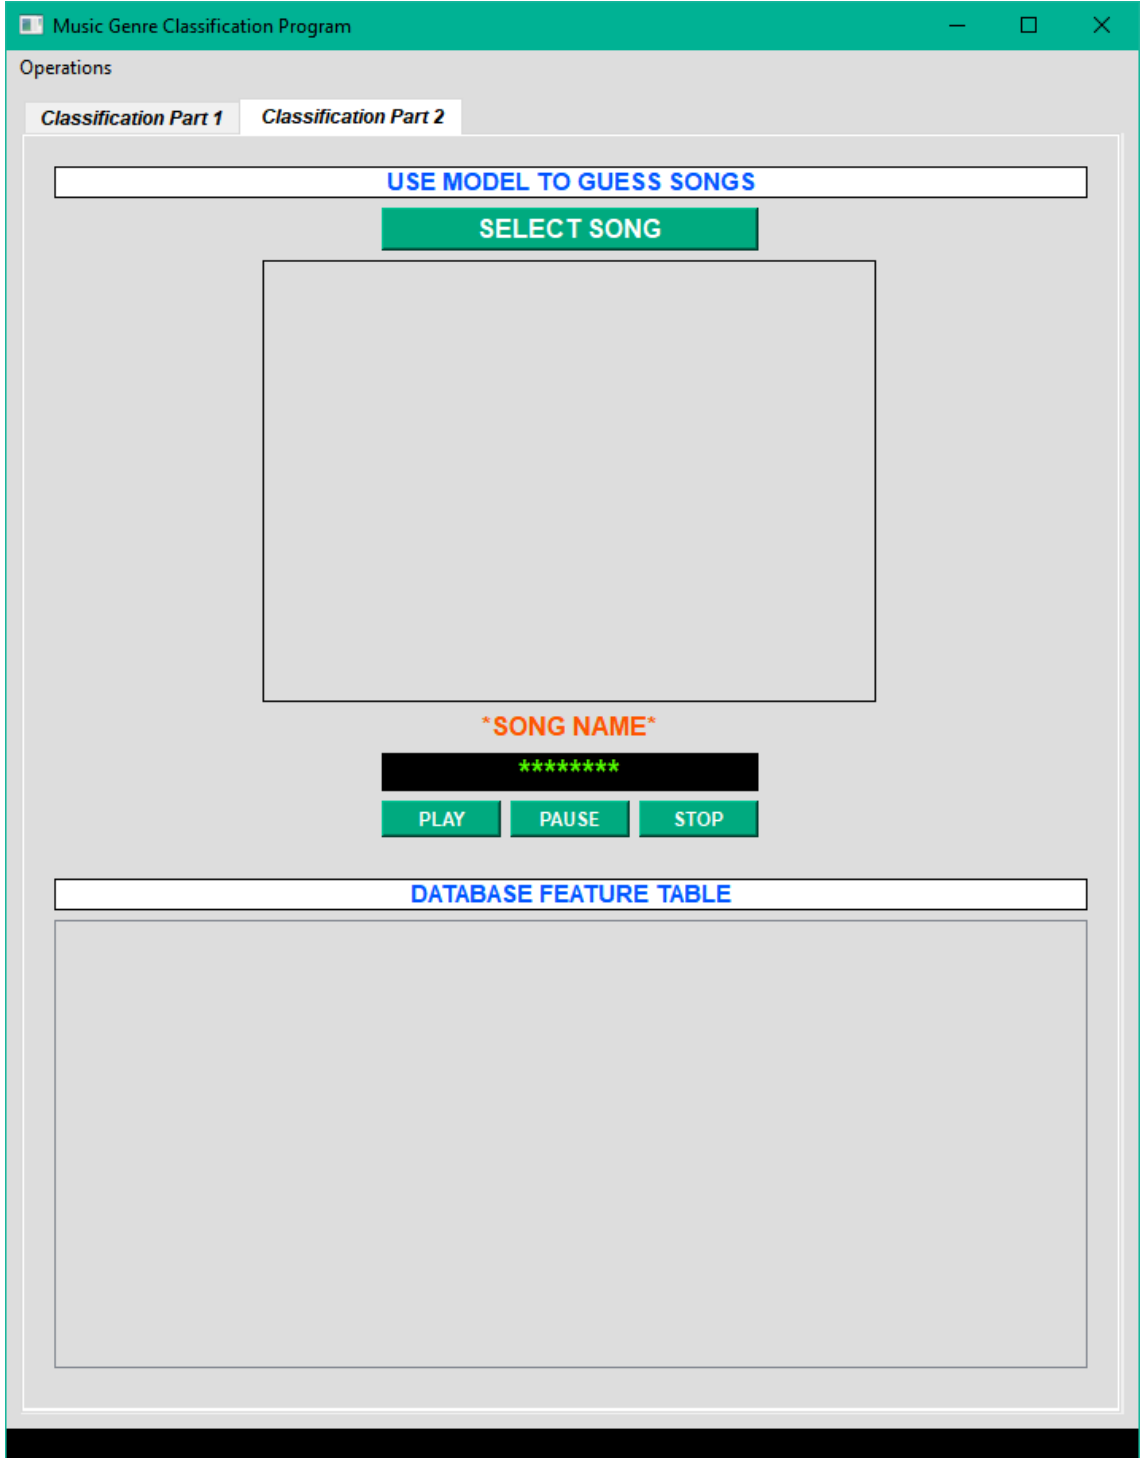 Music Genre Classification Program
Operations
Classification Part 1 Classification Part 2
USE MODEL TO GUESS SONGS
SELECT SONG
*SONG NAME*
********
PLAY PAUSE STOP
DATABASE FEATURE TABLE